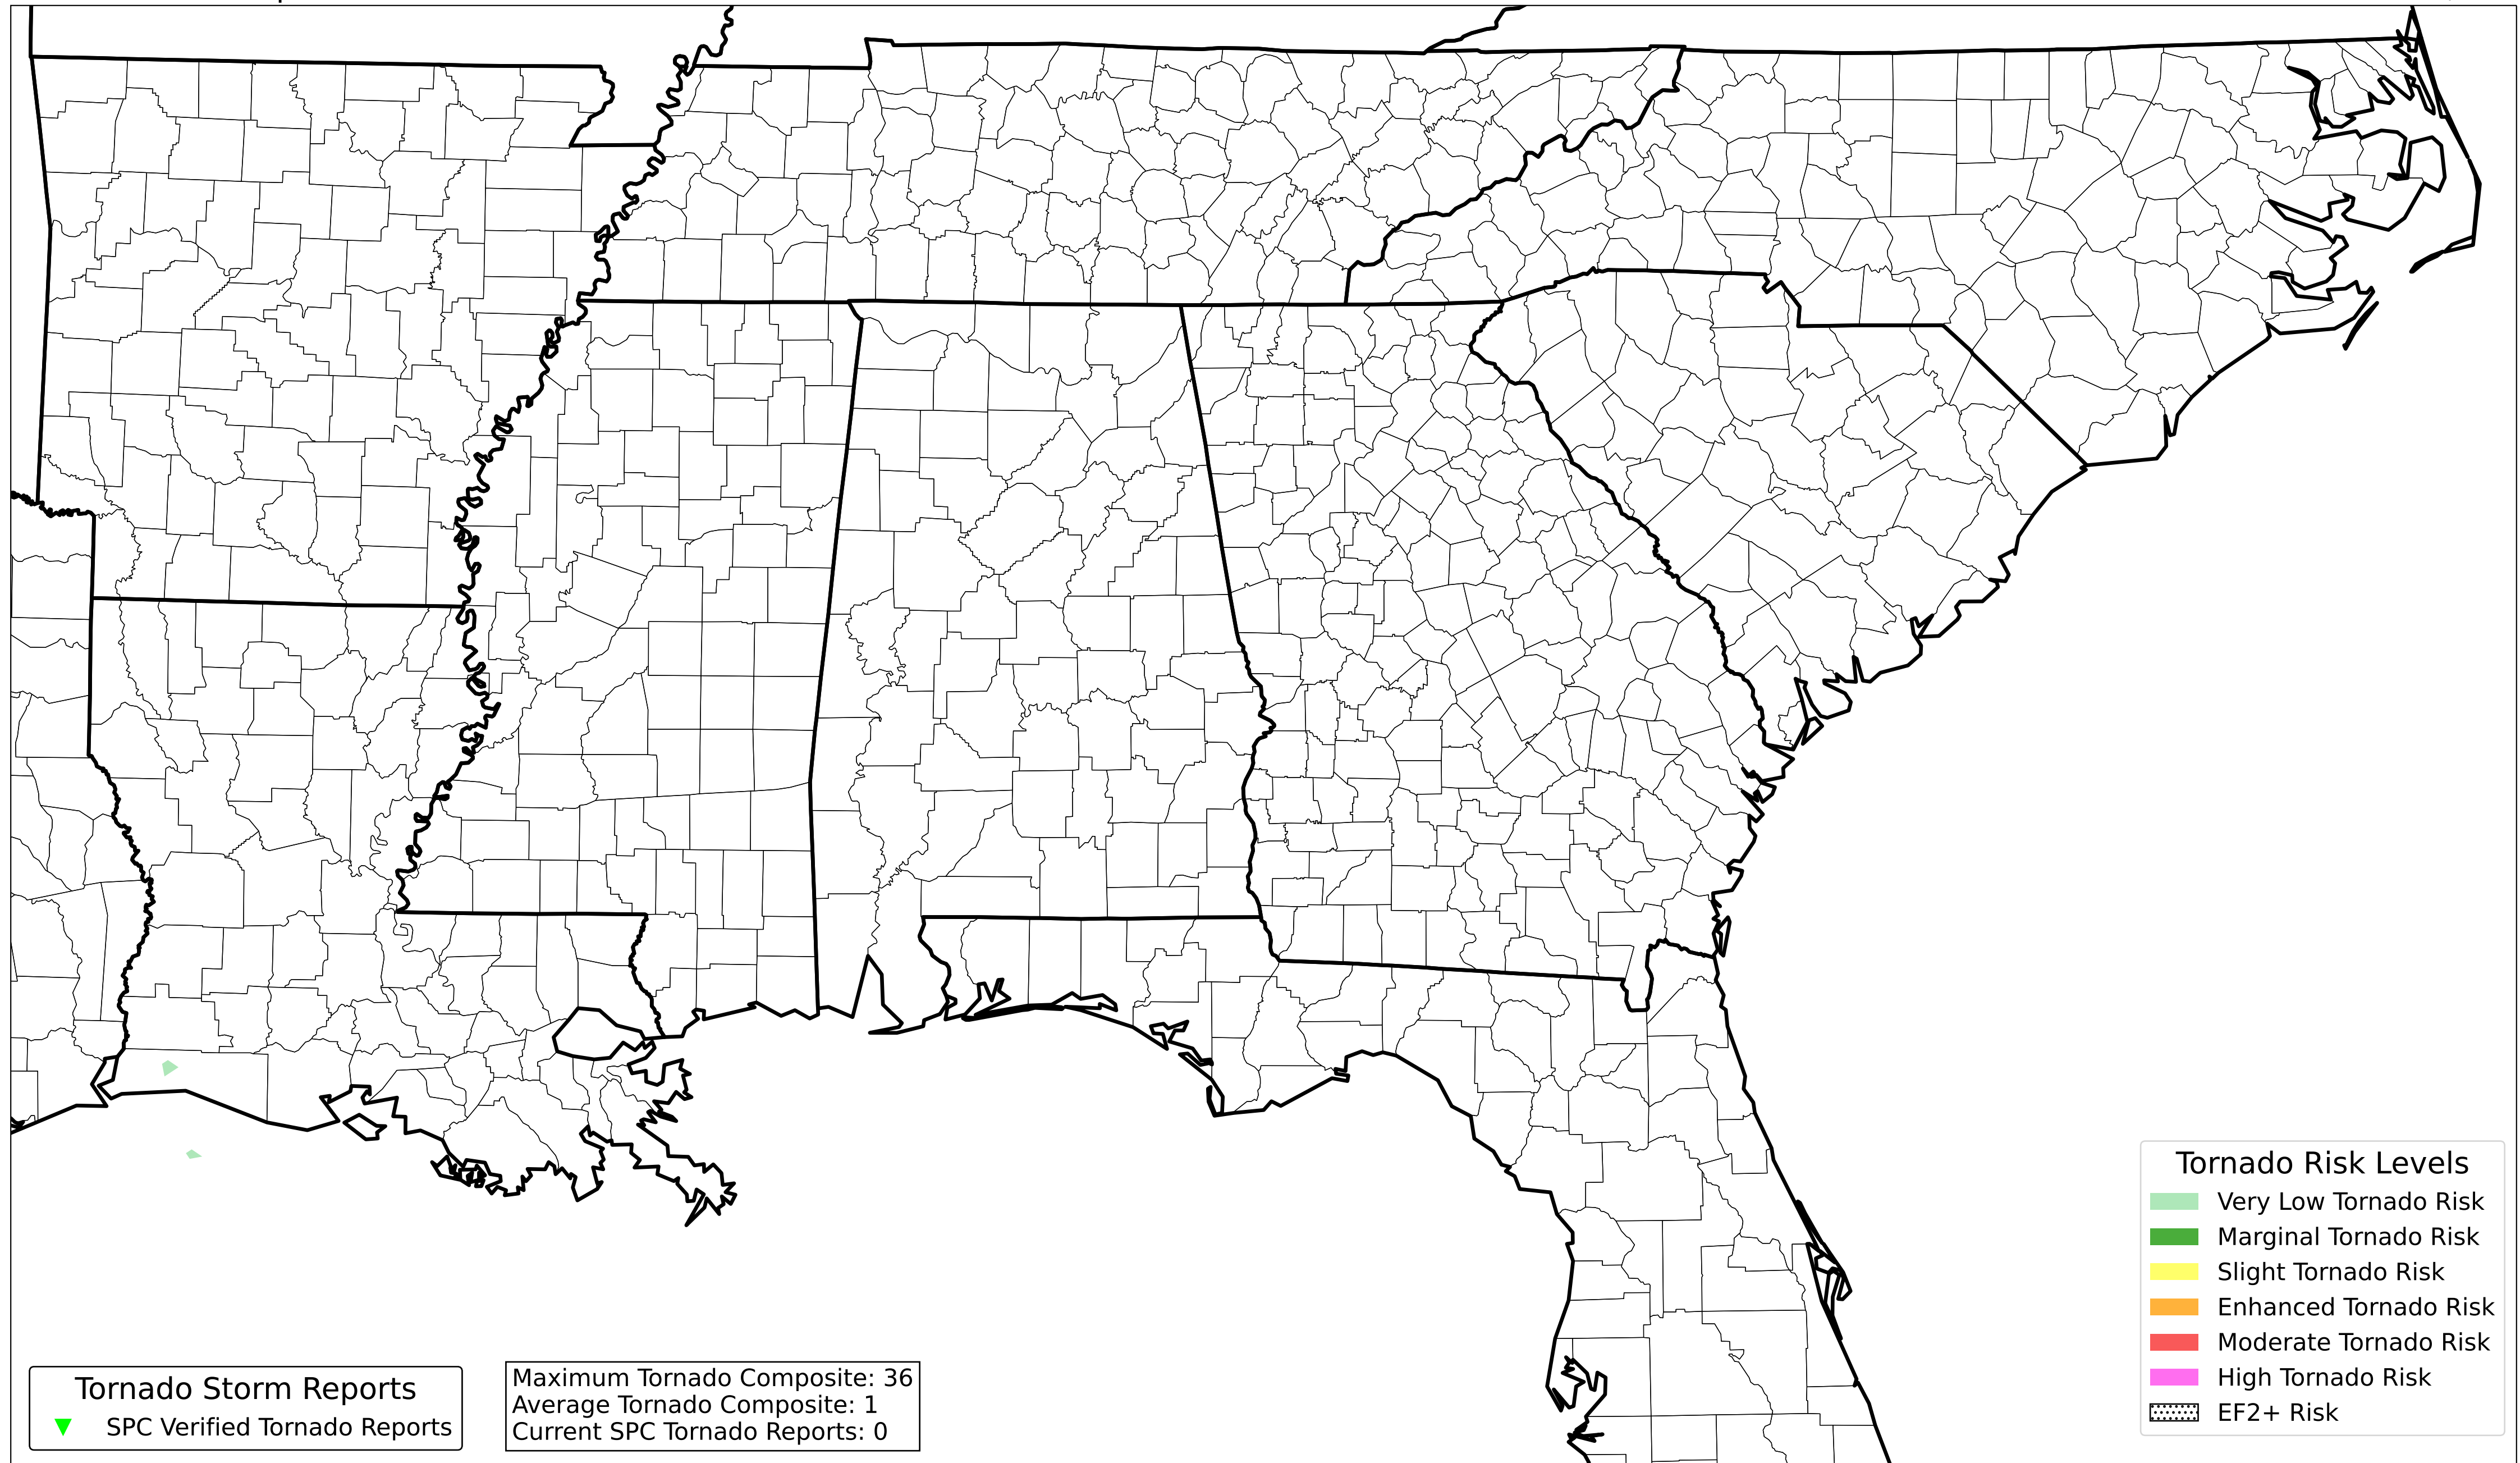 Tornado Risk Levels
Very Low Tornado Risk
Marginal Tornado Risk
Slight Tornado Risk
Enhanced Tornado Risk
Moderate Tornado Risk
High Tornado Risk
EF2+ Risk
Tornado Storm Reports
SPC Verified Tornado Reports
Maximum Tornado Composite: 36
Average Tornado Composite: 1
Current SPC Tornado Reports: 0